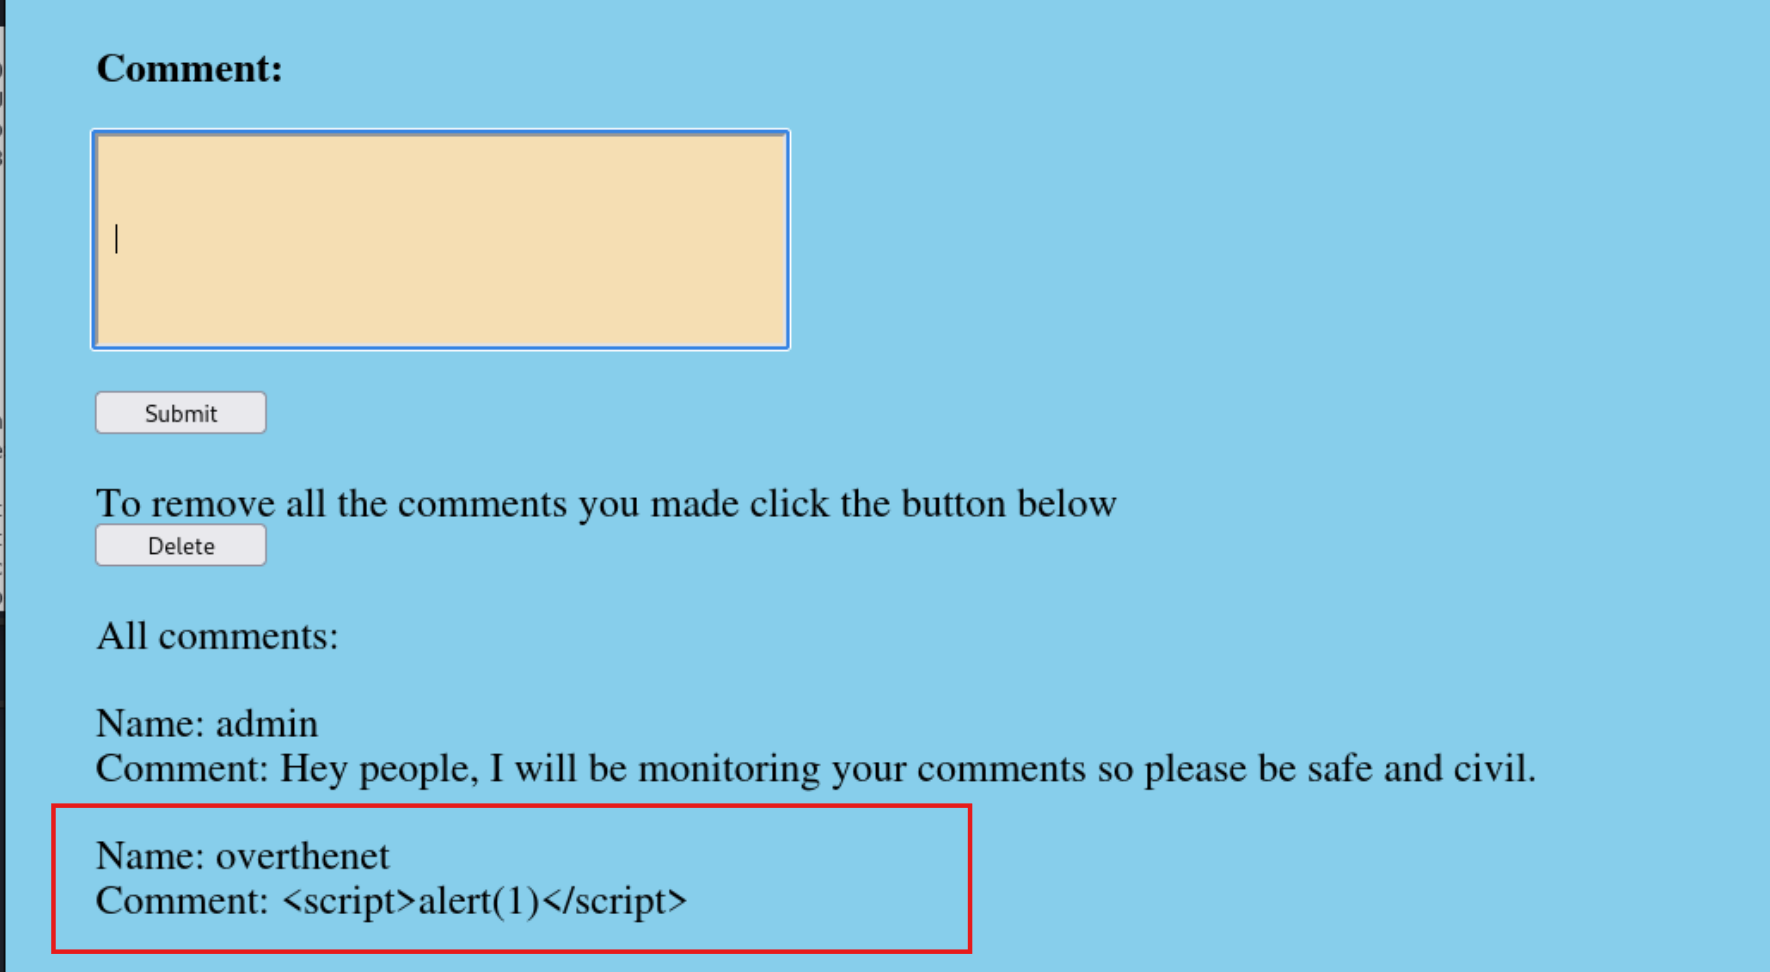 Comment:
Submit
To remove all the comments you made click the button below
Delete
All comments:
Name: admin
Comment: Hey people, I will be monitoring your comments so please be safe and civil.
Name: overthenet
Comment: <script>alert(1)</script>